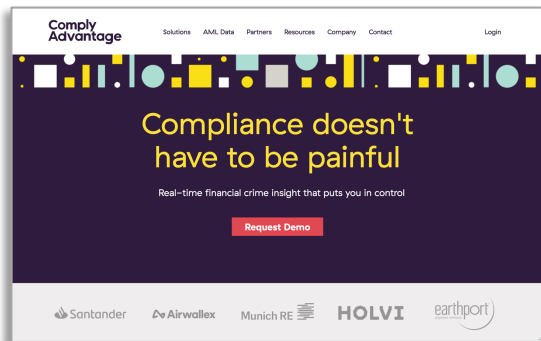 Comply
Advantage
Solutions AML Data Partners Resources Company Contact Login
Compliance doesn't
have to be painful
Real-time financial crime insight that puts you in control
Request Demo
Santander Airwallex Munich RE HOLVI earthport